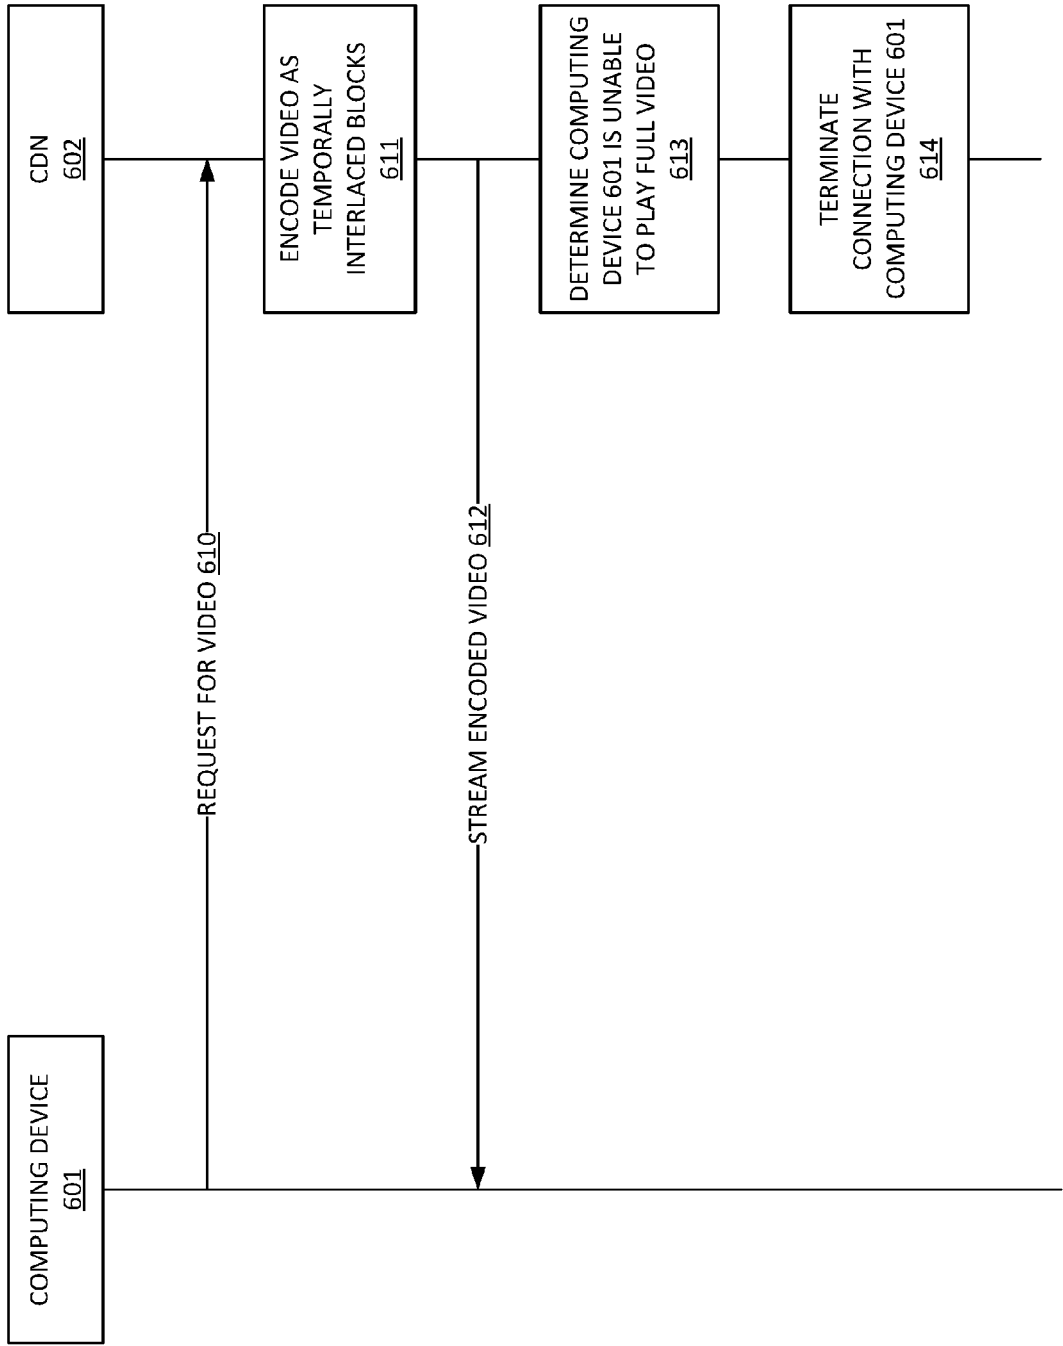 COMPUTING DEVICE
601
CDN
602
REQUEST FOR VIDEO 610
ENCODE VIDEO AS
TEMPORALLY
INTERLACED BLOCKS
611
STREAM ENCODED VIDEO 612
DETERMINE COMPUTING
DEVICE 601 IS UNABLE
TO PLAY FULL VIDEO
613
TERMINATE
CONNECTION WITH
COMPUTING DEVICE 601
614